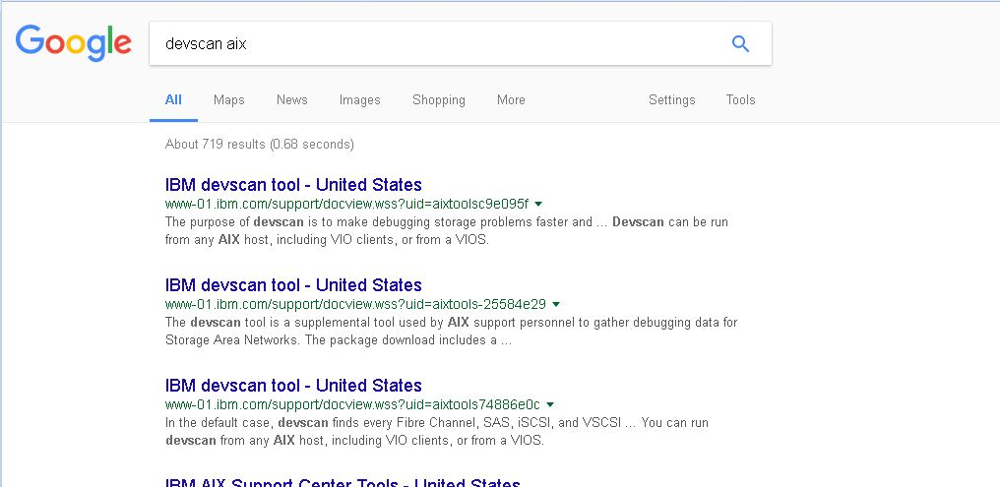 Google
devscan aix
All Maps News Images Shopping More Settings Tools
About 719 results (0.68 seconds)
IBM devscan tool - United States
www-01.ibm.com/support/docview.wss?uid=aixtoolsc9e095f
The purpose of devscan is to make debugging storage problems faster and ... Devscan can be run
from any AIX host, including VIO clients, or from a VIOS.
IBM devscan tool - United States
www-01.ibm.com/support/docview.wss?uid=aixtools-25584e29
The devscan tool is a supplemental tool used by AIX support personnel to gather debugging data for
Storage Area Networks. The package download includes a ...
IBM devscan tool - United States
www-01.ibm.com/support/docview.wss?uid=aixtools74886e0c
In the default case, devscan finds every Fibre Channel, SAS, iSCSI, and VSCSI ... You can run
devscan from any AIX host, including VIO clients, or from a VIOS.
IBM AIX Support Center Tools - United States